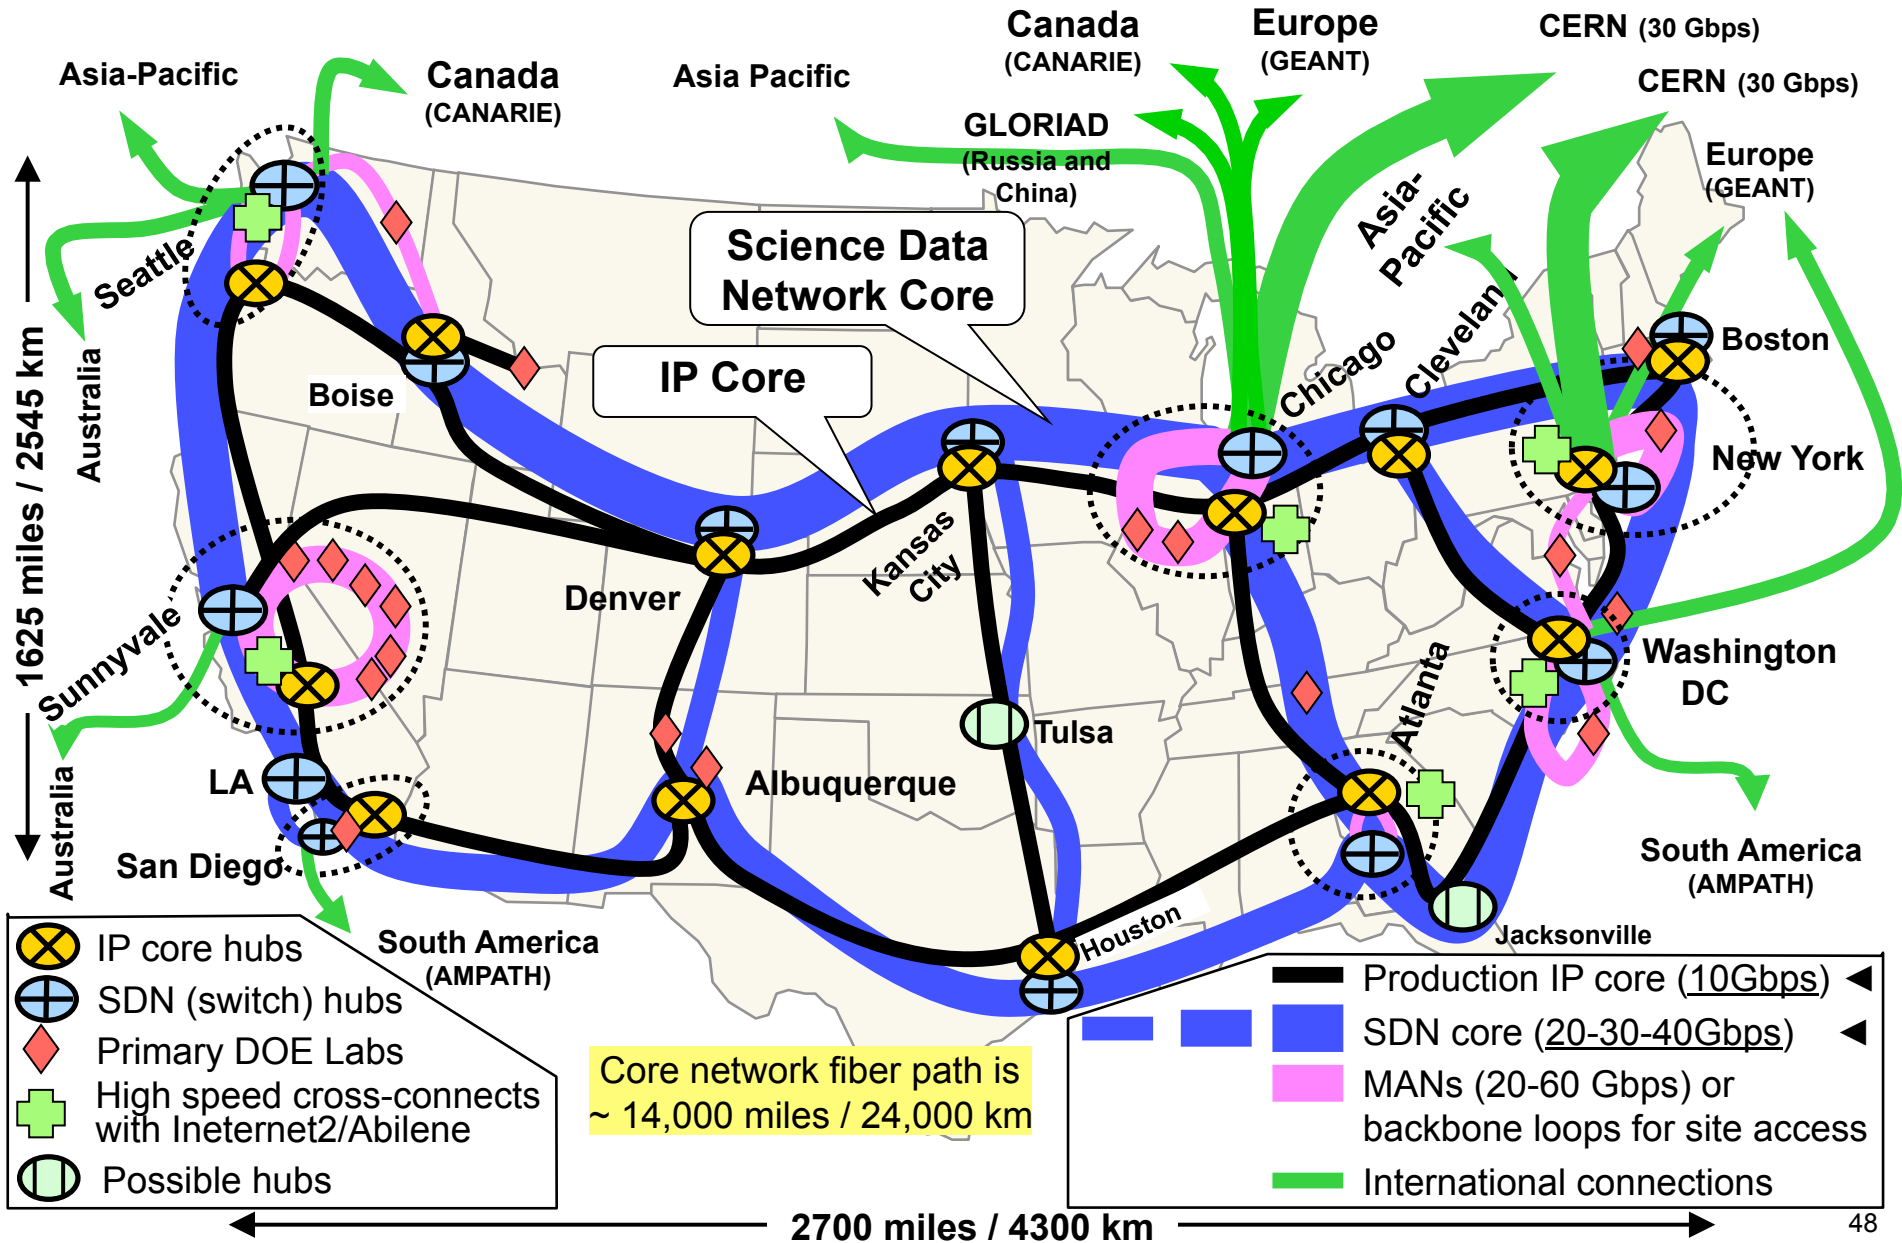 Canada
(CANARIE)
Europe
(GEANT)
CERN (30 Gbps)
Asia-Pacific
Canada
(CANARIE)
Asia Pacific
CERN (30 Gbps)
GLORIAD
(Russia and
China)
Europe
(GEANT)
Asia-
Pacific
Science Data
Network Core
Seattle
1625 miles / 2545 km
Australia
Boise
IP Core
Chicago
Clevelan
Boston
New York
Kansas
City
Denver
Sunnyvale
Atlanta
Washington
DC
Tulsa
LA
Albuquerque
Australia
San Diego
South America
(AMPATH)
Houston
Jacksonville
South America
(AMPATH)
IP core hubs
SDN (switch) hubs
Primary DOE Labs
High speed cross-connects
with Ineternet2/Abilene
Possible hubs
Core network fiber path is
~ 14,000 miles / 24,000 km
Production IP core (10Gbps) ◄
SDN core (20-30-40Gbps) ◄
MANs (20-60 Gbps) or
backbone loops for site access
International connections
2700 miles / 4300 km
48